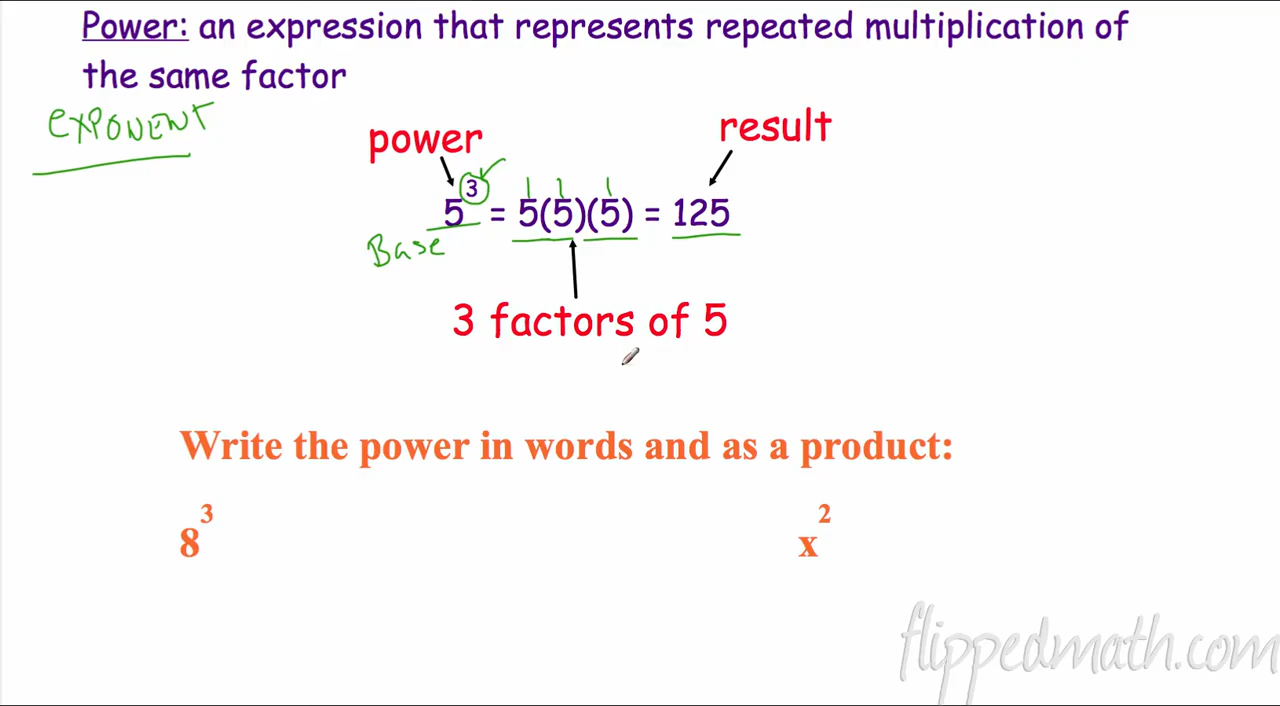 Power: an expression that represents repeated multiplication of
the same factor
EXPONENT
power
result
5³ = 5(5)(5) = 125
Base
3 factors of 5
Write the power in words and as a product:
8³ x²
flippedmath.com